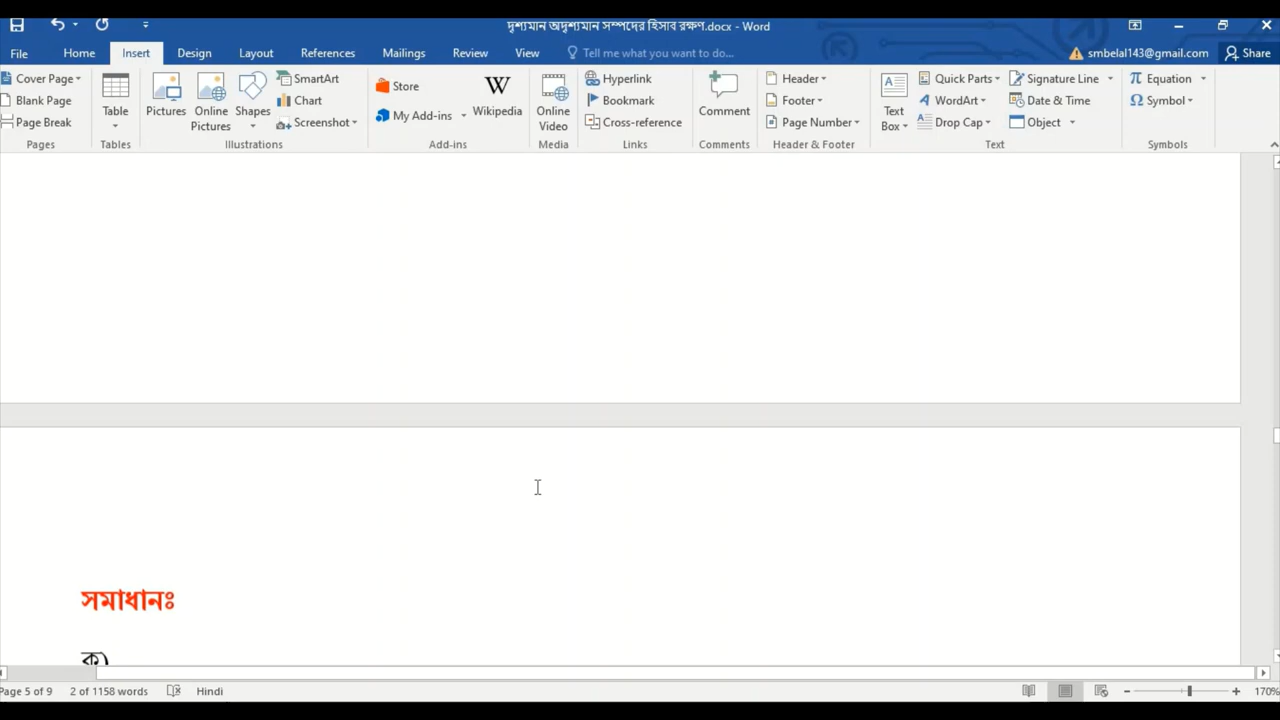 দৃশ্যমান অদৃশ্যমান সম্পদের হিসাব রক্ষণ.docx - Word
File Home Insert Design Layout References Mailings Review View Tell me what you want to do... smbelal143@gmail.com Share
Cover Page
Blank Page
Page Break
Pages
Table
Tables
Pictures
Online Pictures
Shapes
SmartArt
Chart
Screenshot
Illustrations
Store
My Add-ins
W
Wikipedia
Add-ins
Online Video
Media
Hyperlink
Bookmark
Cross-reference
Links
Comment
Comments
Header
Footer
Page Number
Header & Footer
Text Box
Quick Parts
WordArt
Drop Cap
Signature Line
Date & Time
Object
Text
π Equation
Ω Symbol
Symbols
সমাধানঃ
ক)
Page 5 of 9 2 of 1158 words Hindi 170%